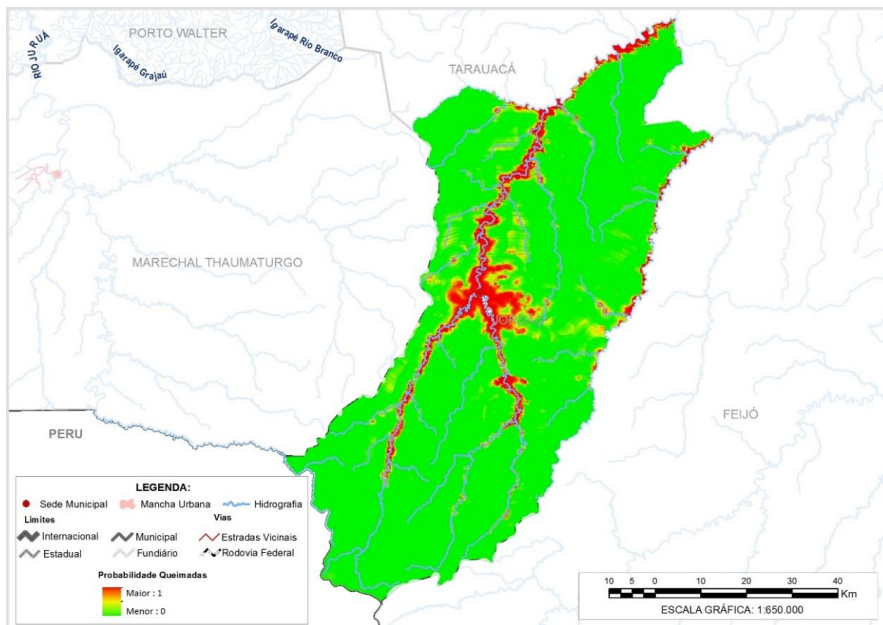 PORTO WALTER
RIO JURUÁ
Igarapé Grajaú
Igarapé Rio Branco
TARAUACÁ
MARECHAL THAUMATURGO
FEIJÓ
PERU
LEGENDA:
Sede Municipal
Mancha Urbana
Hidrografia
Limites
Vias
Internacional
Municipal
Estradas Vicinais
Estadual
Fundiário
Rodovia Federal
Probabilidade Queimadas
Maior : 1
Menor : 0
10 5 0 10 20 30 40
Km
ESCALA GRÁFICA: 1:650.000